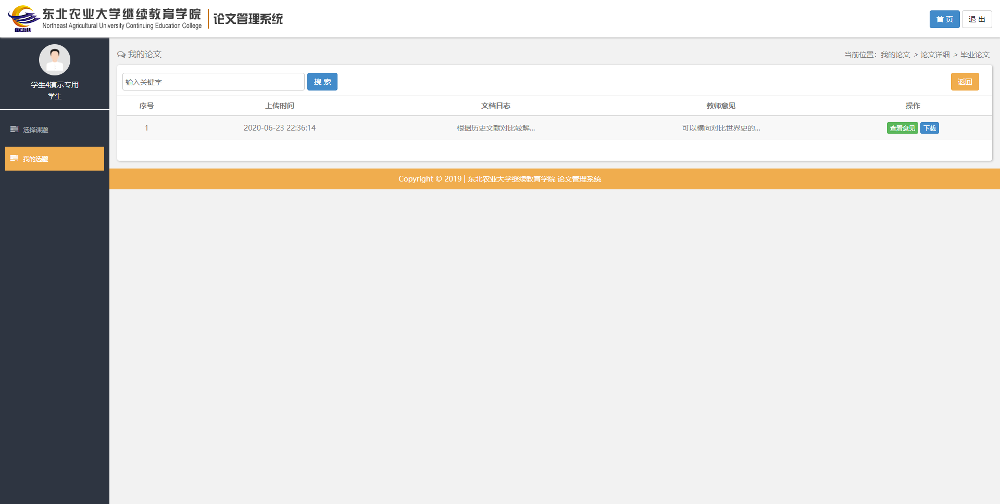 东北农业大学继续教育学院
Northeast Agricultural University Continuing Education College
论文管理系统
首 页
退 出
学生4演示专用
学生
选择课题
我的选题
我的论文
当前位置：我的论文 > 论文详细 > 毕业论文
输入关键字
搜 索
返回
序号 上传时间 文档日志 教师意见 操作
1 2020-06-23 22:36:14 根据历史文献对比较解... 可以横向对比世界史的... 查看意见 下载
Copyright © 2019 | 东北农业大学继续教育学院 论文管理系统